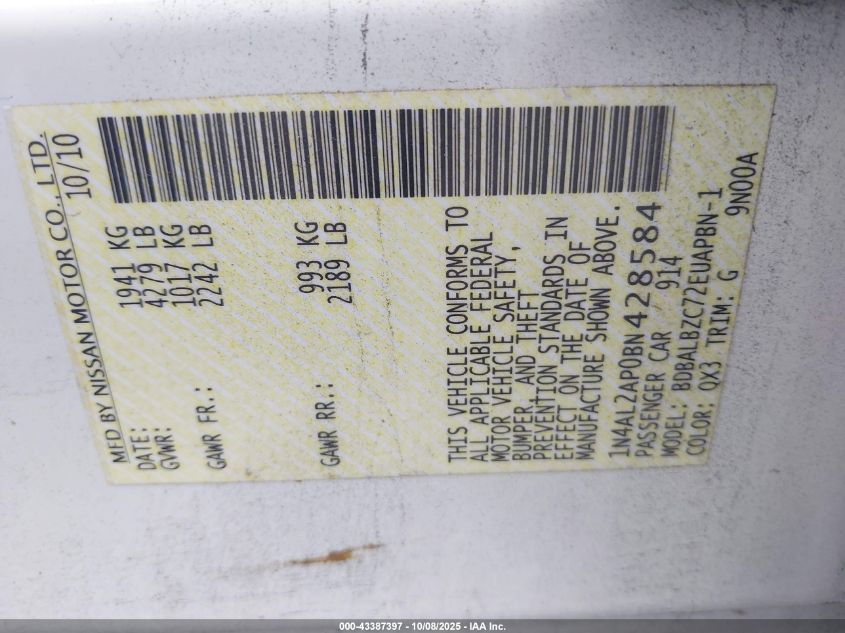 MFD BY NISSAN MOTOR CO., LTD.
DATE: 10/10
GVWR: 1941 KG
4279 LB
GAWR FR.: 1017 KG
2242 LB
GAWR RR.: 993 KG
2189 LB
THIS VEHICLE CONFORMS TO
ALL APPLICABLE FEDERAL
MOTOR VEHICLE SAFETY,
BUMPER, AND THEFT
PREVENTION STANDARDS IN
EFFECT ON THE DATE OF
MANUFACTURE SHOWN ABOVE.
1N4AL2AP0BN428584
PASSENGER CAR 914
MODEL: BDBALBZC72EUAPBN-1
COLOR: QX3 TRIM: G 9N00A
000-43387397 - 10/08/2025 - IAA Inc.